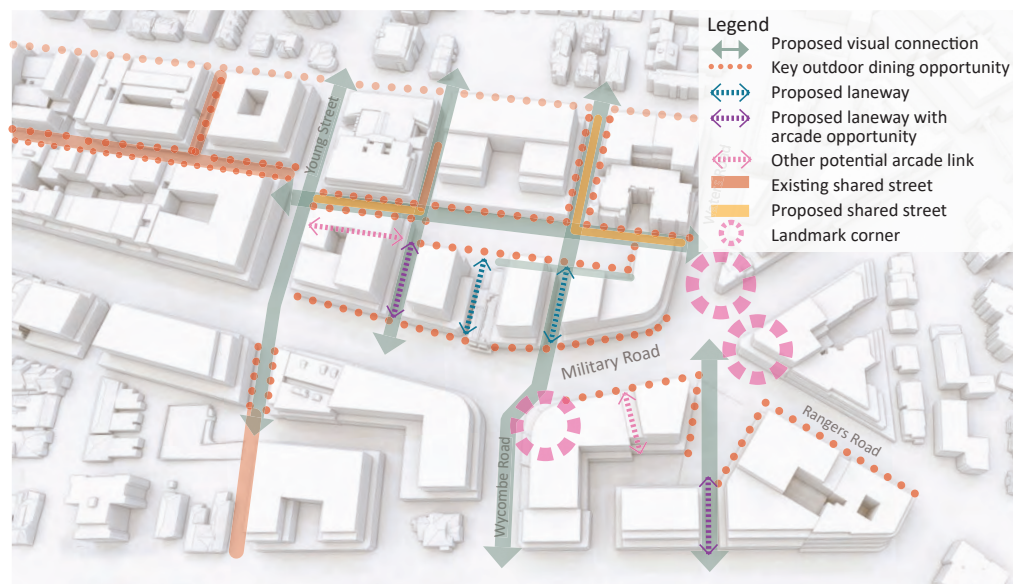 Legend
Proposed visual connection
Key outdoor dining opportunity
Proposed laneway
Proposed laneway with
arcade opportunity
Other potential arcade link
Existing shared street
Proposed shared street
Landmark corner
Young Street
Military Road
Rangers Road
Wycombe Road